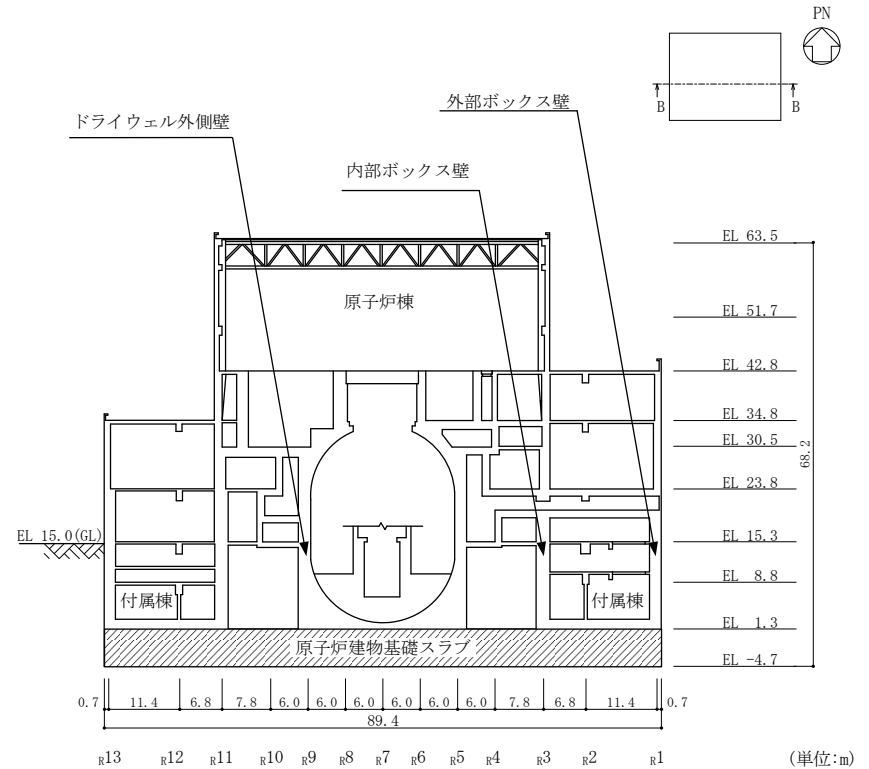 PN
B B
外部ボックス壁
ドライウェル外側壁
内部ボックス壁
EL 63.5
原子炉棟
EL 51.7
EL 42.8
EL 34.8
EL 30.5
68.2
EL 23.8
EL 15.0(GL)
EL 15.3
EL 8.8
付属棟 付属棟
EL 1.3
原子炉建物基礎スラブ
EL -4.7
0.7 11.4 6.8 7.8 6.0 6.0 6.0 6.0 6.0 6.0 7.8 6.8 11.4 0.7
89.4
R13 R12 R11 R10 R9 R8 R7 R6 R5 R4 R3 R2 R1 (単位:m)